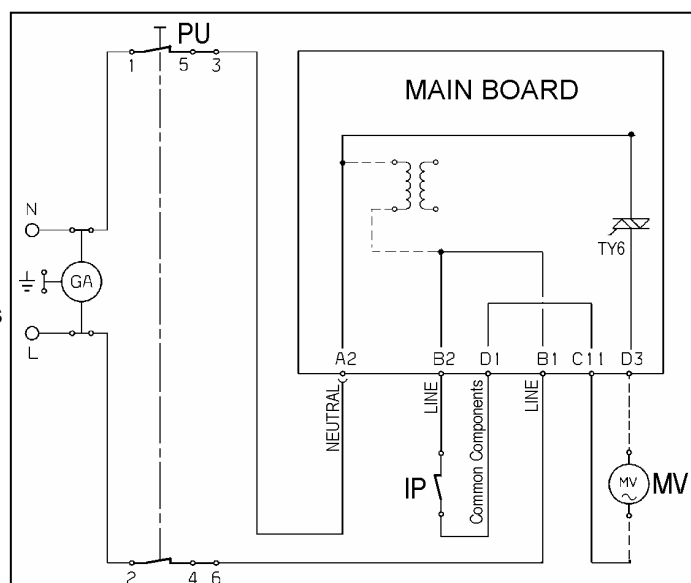 PU
1 5 3
MAIN BOARD
N
GA
TY6
L
s
A2 B2 D1 B1 C11 D3
NEUTRAL
LINE
Common Components
LINE
IP
MV
MV
2 4 6